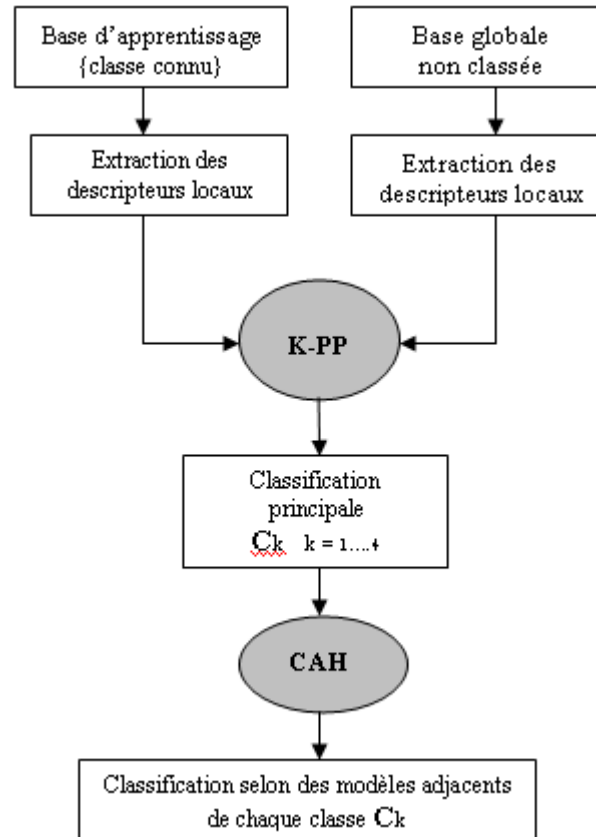 Base d'apprentissage
{classe connu}
Base globale
non classée
Extraction des
descripteurs locaux
Extraction des
descripteurs locaux
K-PP
Classification
principale
Ck k = 1....4
CAH
Classification selon des modèles adjacents
de chaque classe Ck